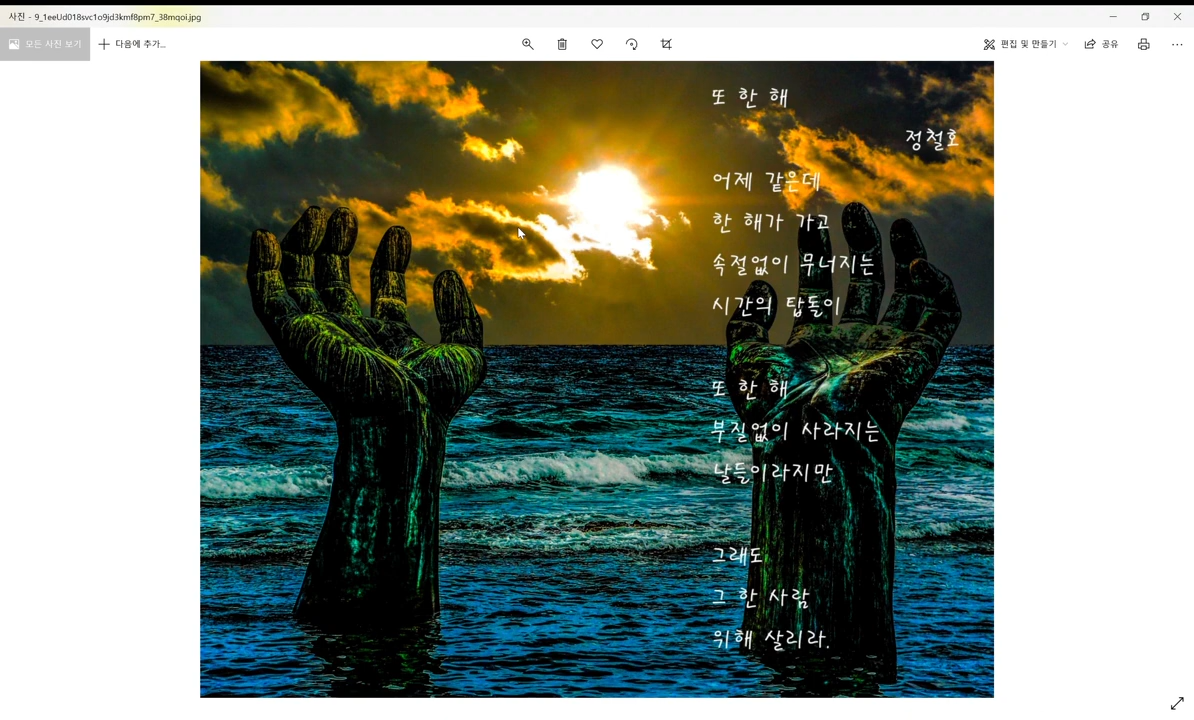 사진 - 9_1eeUd018svc1o9jd3kmf8pm7_38mqoi.jpg
모든 사진 보기
다음에 추가...
편집 및 만들기
공유
또 한 해
정철호
어제 같은데
한 해가 가고
속절없이 무너지는
시간의 탑돌이
또 한 해
부질없이 사라지는
날들이라지만
그래도
그 한 사람
위해 살리라.